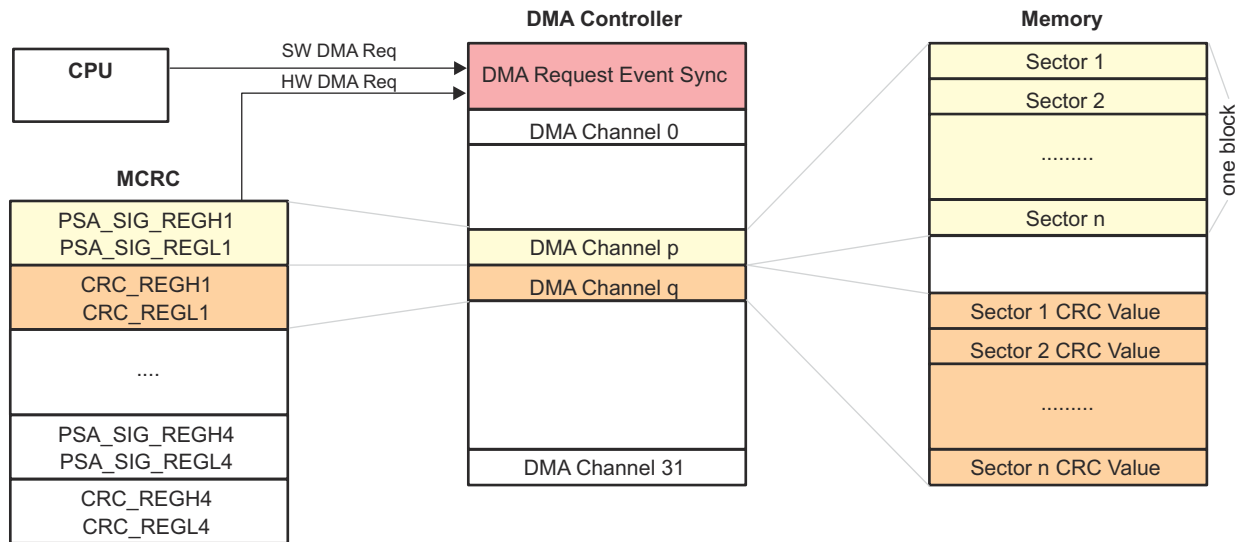 DMA Controller
Memory
SW DMA Req
CPU
HW DMA Req
DMA Request Event Sync
DMA Channel 0
MCRC
PSA_SIG_REGH1
PSA_SIG_REGL1
CRC_REGH1
CRC_REGL1
....
PSA_SIG_REGH4
PSA_SIG_REGL4
CRC_REGH4
CRC_REGL4
DMA Channel p
DMA Channel q
DMA Channel 31
Sector 1
Sector 2
.........
Sector n
one block
Sector 1 CRC Value
Sector 2 CRC Value
.........
Sector n CRC Value